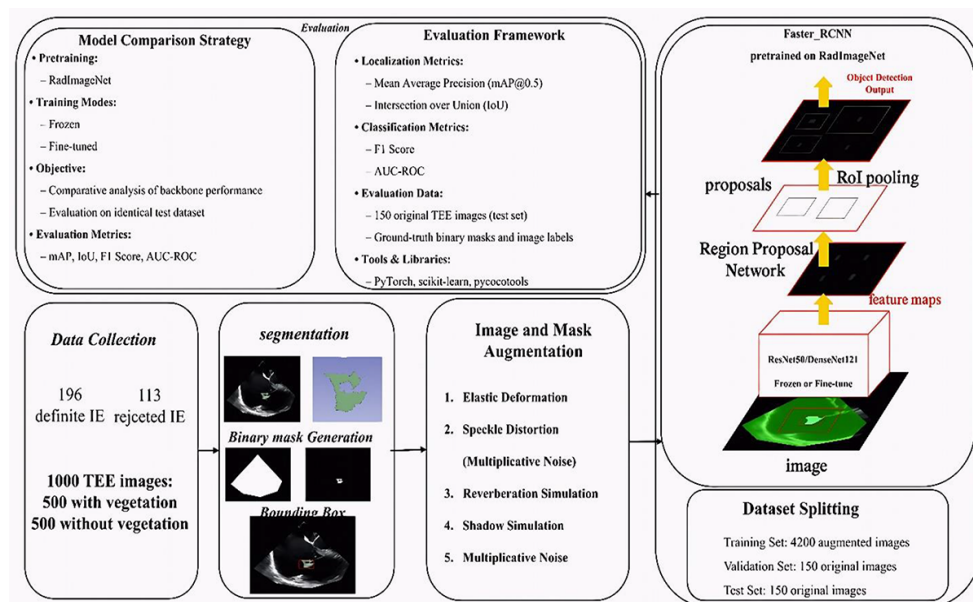 Evaluation
Model Comparison Strategy
• Pretraining:
– RadImageNet
• Training Modes:
– Frozen
– Fine-tuned
• Objective:
– Comparative analysis of backbone performance
– Evaluation on identical test dataset
• Evaluation Metrics:
– mAP, IoU, F1 Score, AUC-ROC
Evaluation Framework
• Localization Metrics:
– Mean Average Precision (mAP@0.5)
– Intersection over Union (IoU)
• Classification Metrics:
– F1 Score
– AUC-ROC
• Evaluation Data:
– 150 original TEE images (test set)
– Ground-truth binary masks and image labels
• Tools & Libraries:
– PyTorch, scikit-learn, pycocotools
Faster_RCNN
pretrained on RadImageNet
Object Detection
Output
proposals
RoI pooling
Region Proposal
Network
feature maps
ResNet50/DenseNet121
Frozen or Fine-tune
image
Data Collection
196
definite IE
113
rejceted IE
1000 TEE images:
500 with vegetation
500 without vegetation
segmentation
Binary mask Generation
Bounding Box
Image and Mask
Augmentation
1. Elastic Deformation
2. Speckle Distortion
(Multiplicative Noise)
3. Reverberation Simulation
4. Shadow Simulation
5. Multiplicative Noise
Dataset Splitting
Training Set: 4200 augmented images
Validation Set: 150 original images
Test Set: 150 original images